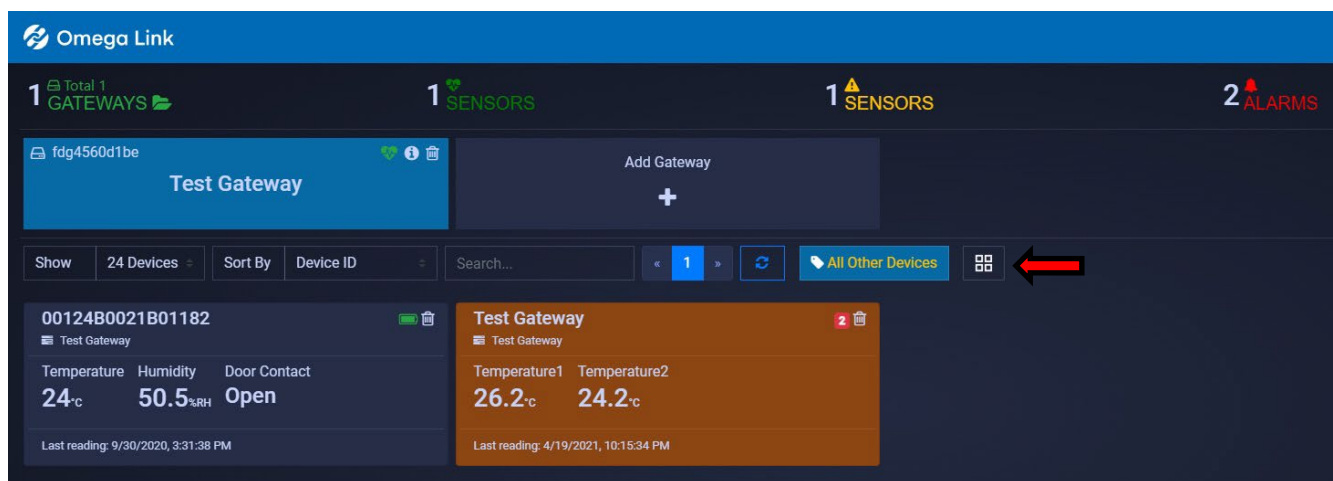 Omega Link
1 Total 1 GATEWAYS 1 SENSORS 1 SENSORS 2 ALARMS
fdg4560d1be
Test Gateway
Add Gateway
+
Show 24 Devices Sort By Device ID Search... « 1 » All Other Devices
00124B0021B01182
Test Gateway
Temperature Humidity Door Contact
24°C 50.5%RH Open
Last reading: 9/30/2020, 3:31:38 PM
Test Gateway 2
Test Gateway
Temperature1 Temperature2
26.2°C 24.2°C
Last reading: 4/19/2021, 10:15:34 PM